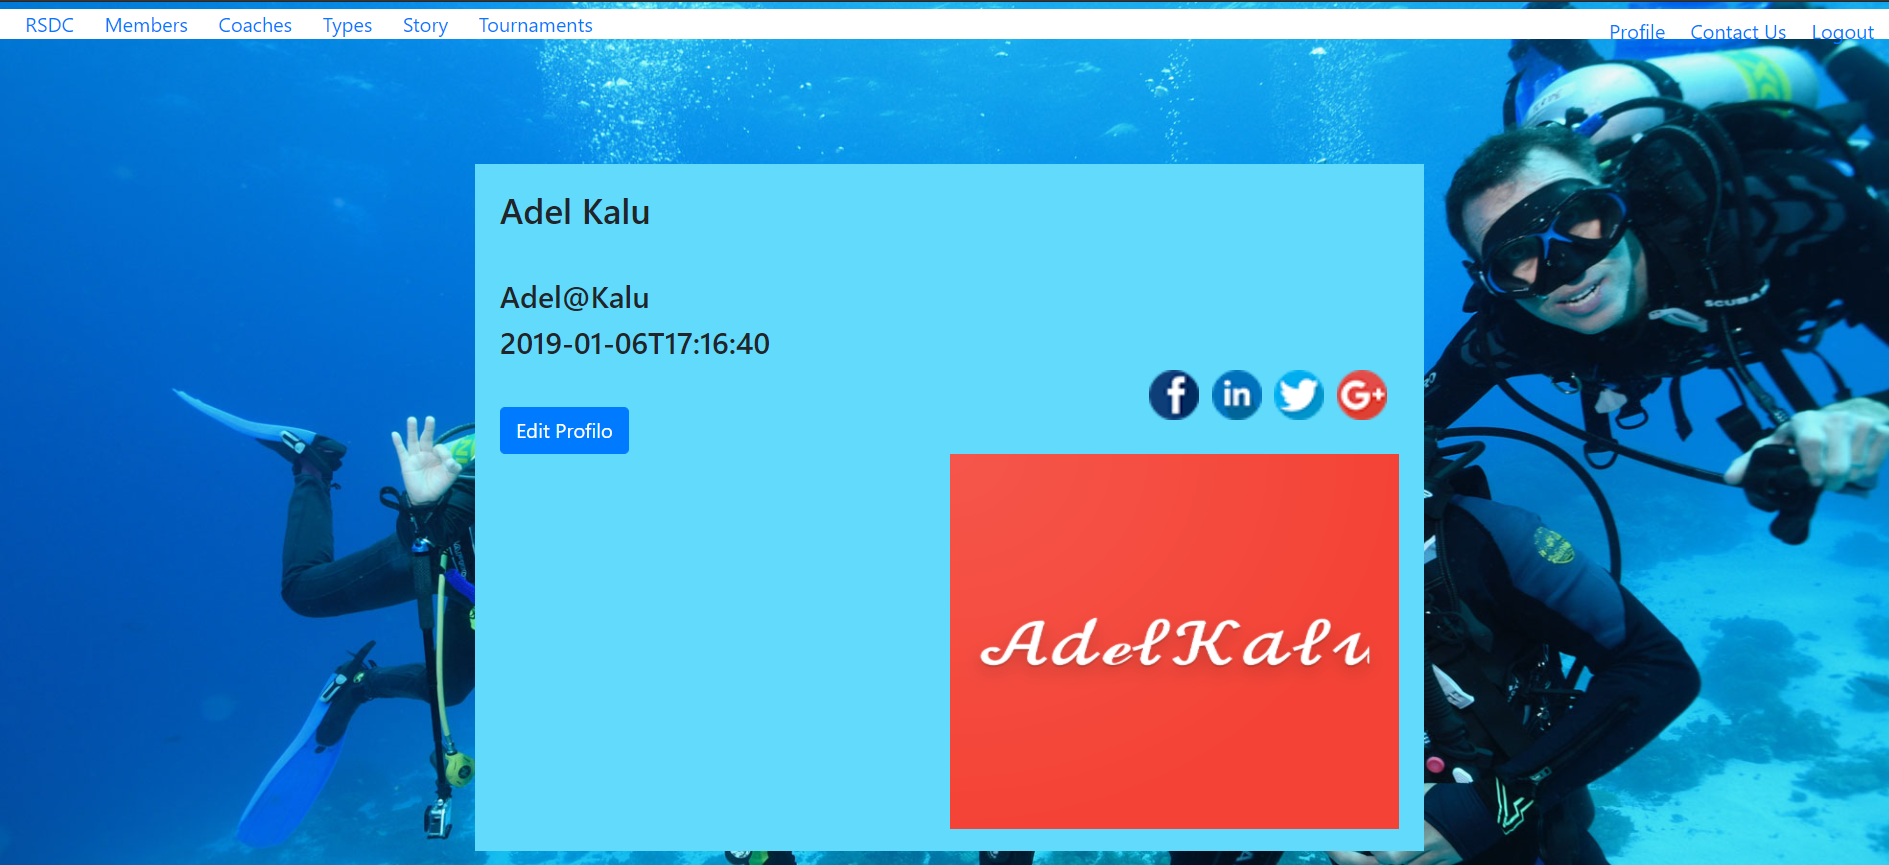 RSDC Members Coaches Types Story Tournaments
Profile Contact Us Logout
Adel Kalu
Adel@Kalu
2019-01-06T17:16:40
f in G+
Edit Profilo
AdelKalu
SCUBA